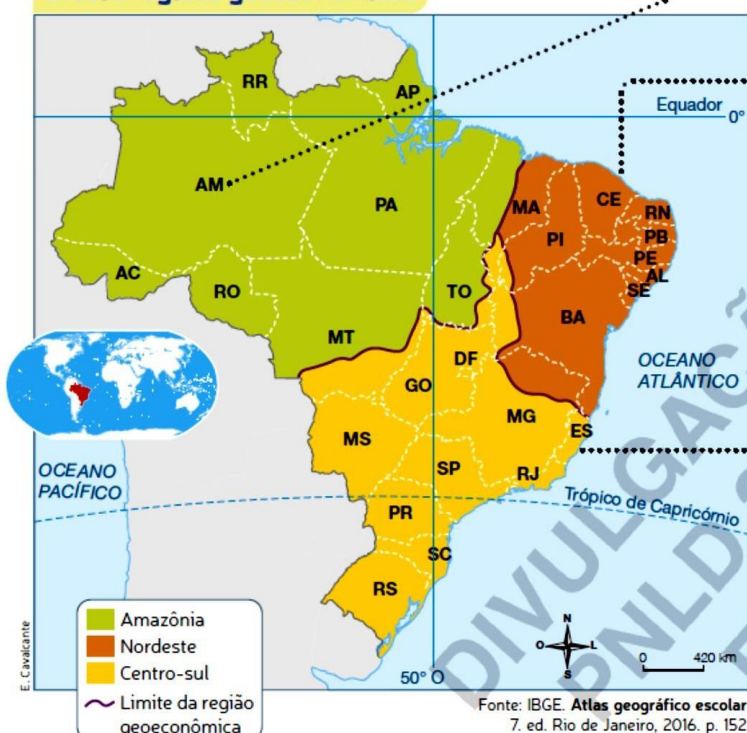 RR
AP
Equador
0°
AM
PA
MA
CE
RN
PI
PB
PE
AL
SE
AC
RO
TO
BA
MT
DF
OCEANO
ATLÂNTICO
GO
MG
ES
MS
OCEANO
PACÍFICO
SP
RJ
Trópico de Capricórnio
PR
SC
RS
Amazônia
Nordeste
Centro-sul
Limite da região
geoeconômica
50° O
N
O
L
S
0
420 km
E. Cavalcante
Fonte: IBGE. Atlas geográfico escolar
7. ed. Rio de Janeiro, 2016. p. 152
DIVULGAÇÃO
PNLD